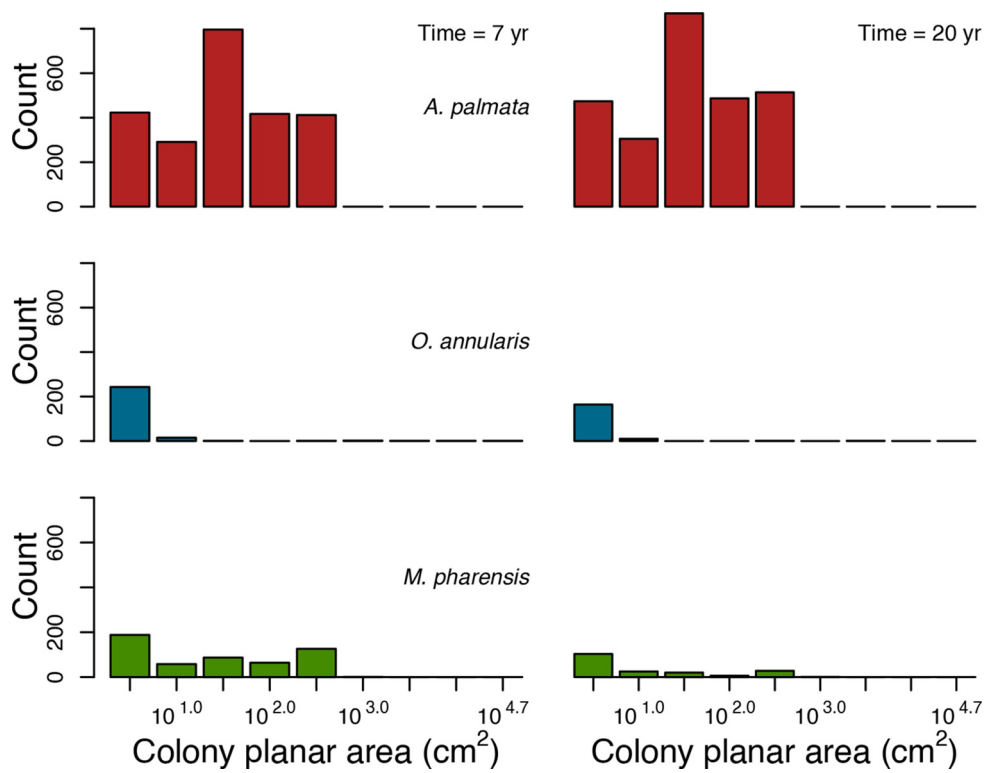 Time = 7 yr
Time = 20 yr
Count
600
200
0
A. palmata
Count
600
200
0
O. annularis
Count
600
200
0
M. pharensis
10^1.0 10^2.0 10^3.0 10^4.7
10^1.0 10^2.0 10^3.0 10^4.7
Colony planar area (cm²)
Colony planar area (cm²)